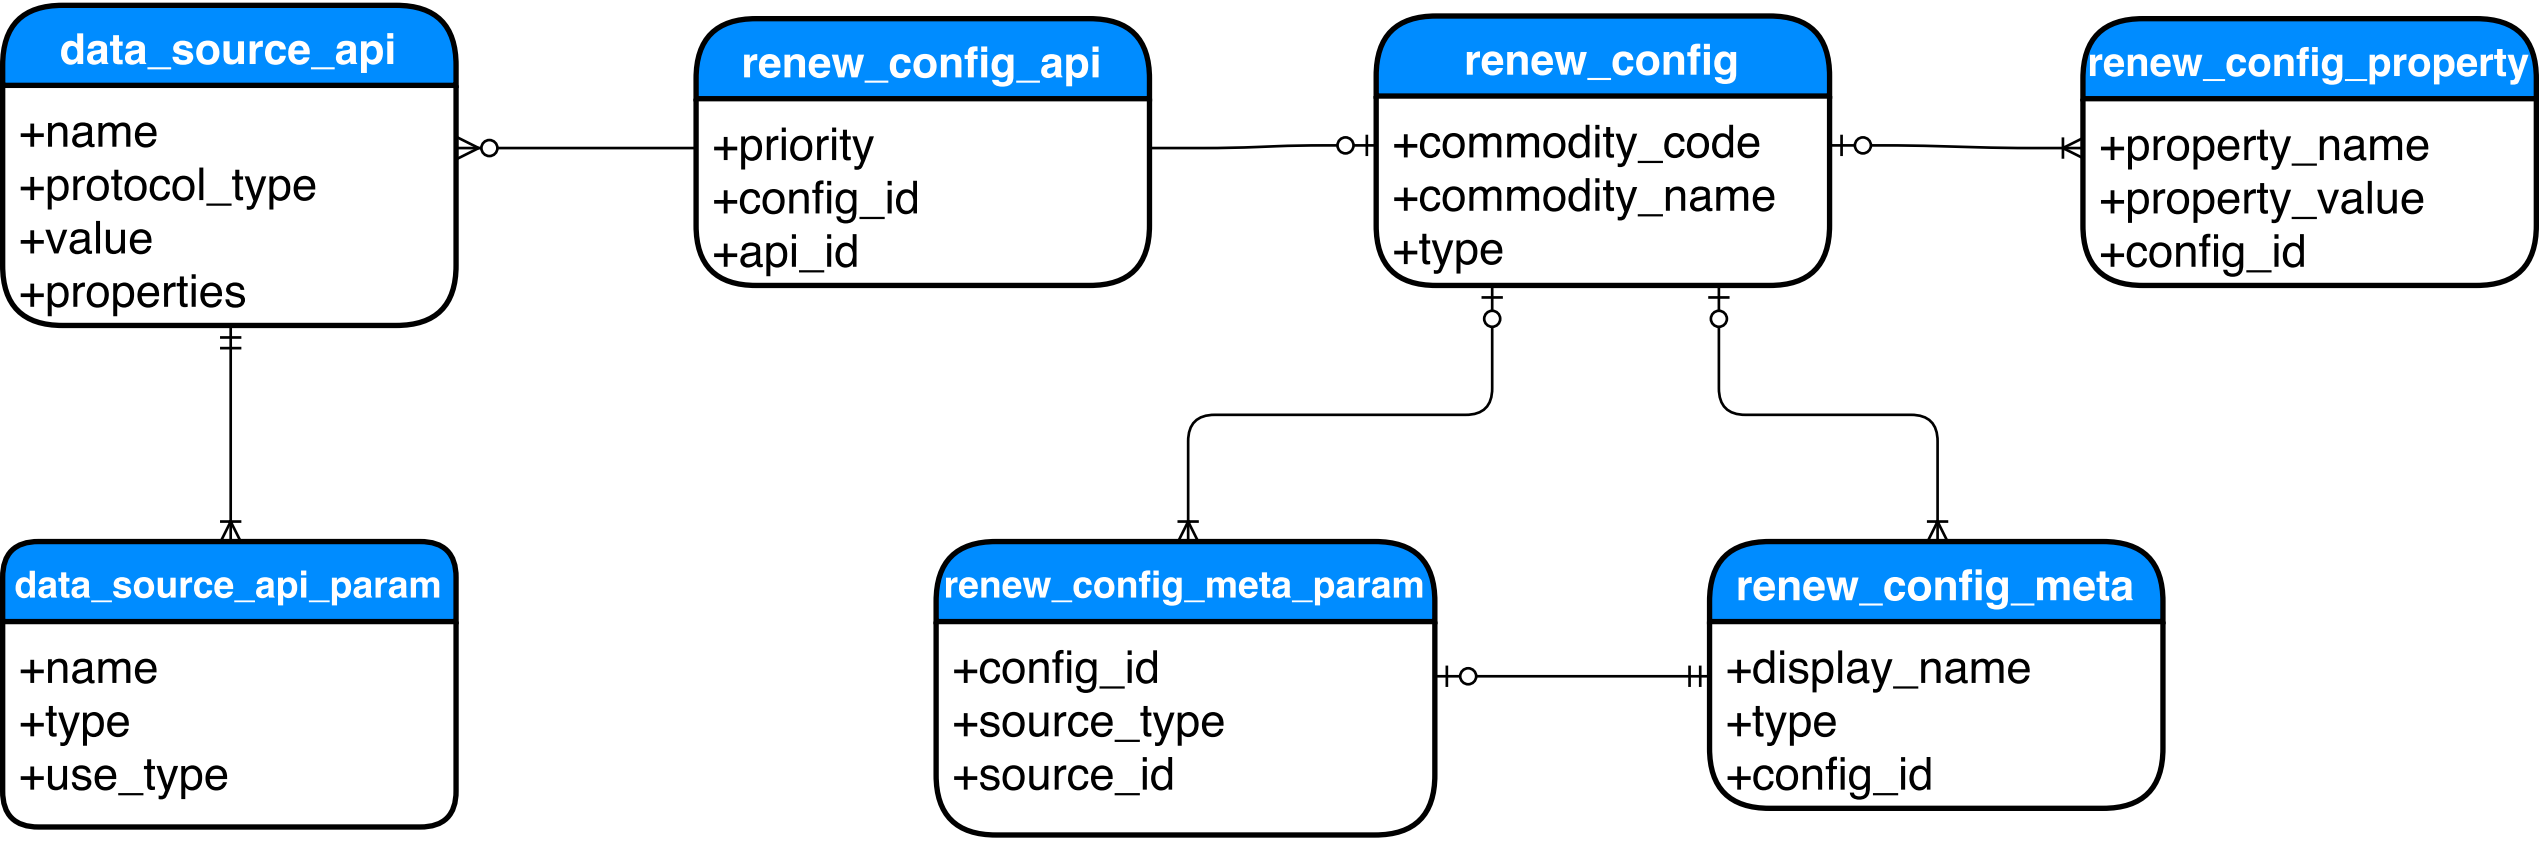 data_source_api
+name
+protocol_type
+value
+properties
renew_config_api
+priority
+config_id
+api_id
renew_config
+commodity_code
+commodity_name
+type
renew_config_property
+property_name
+property_value
+config_id
data_source_api_param
+name
+type
+use_type
renew_config_meta_param
+config_id
+source_type
+source_id
renew_config_meta
+display_name
+type
+config_id